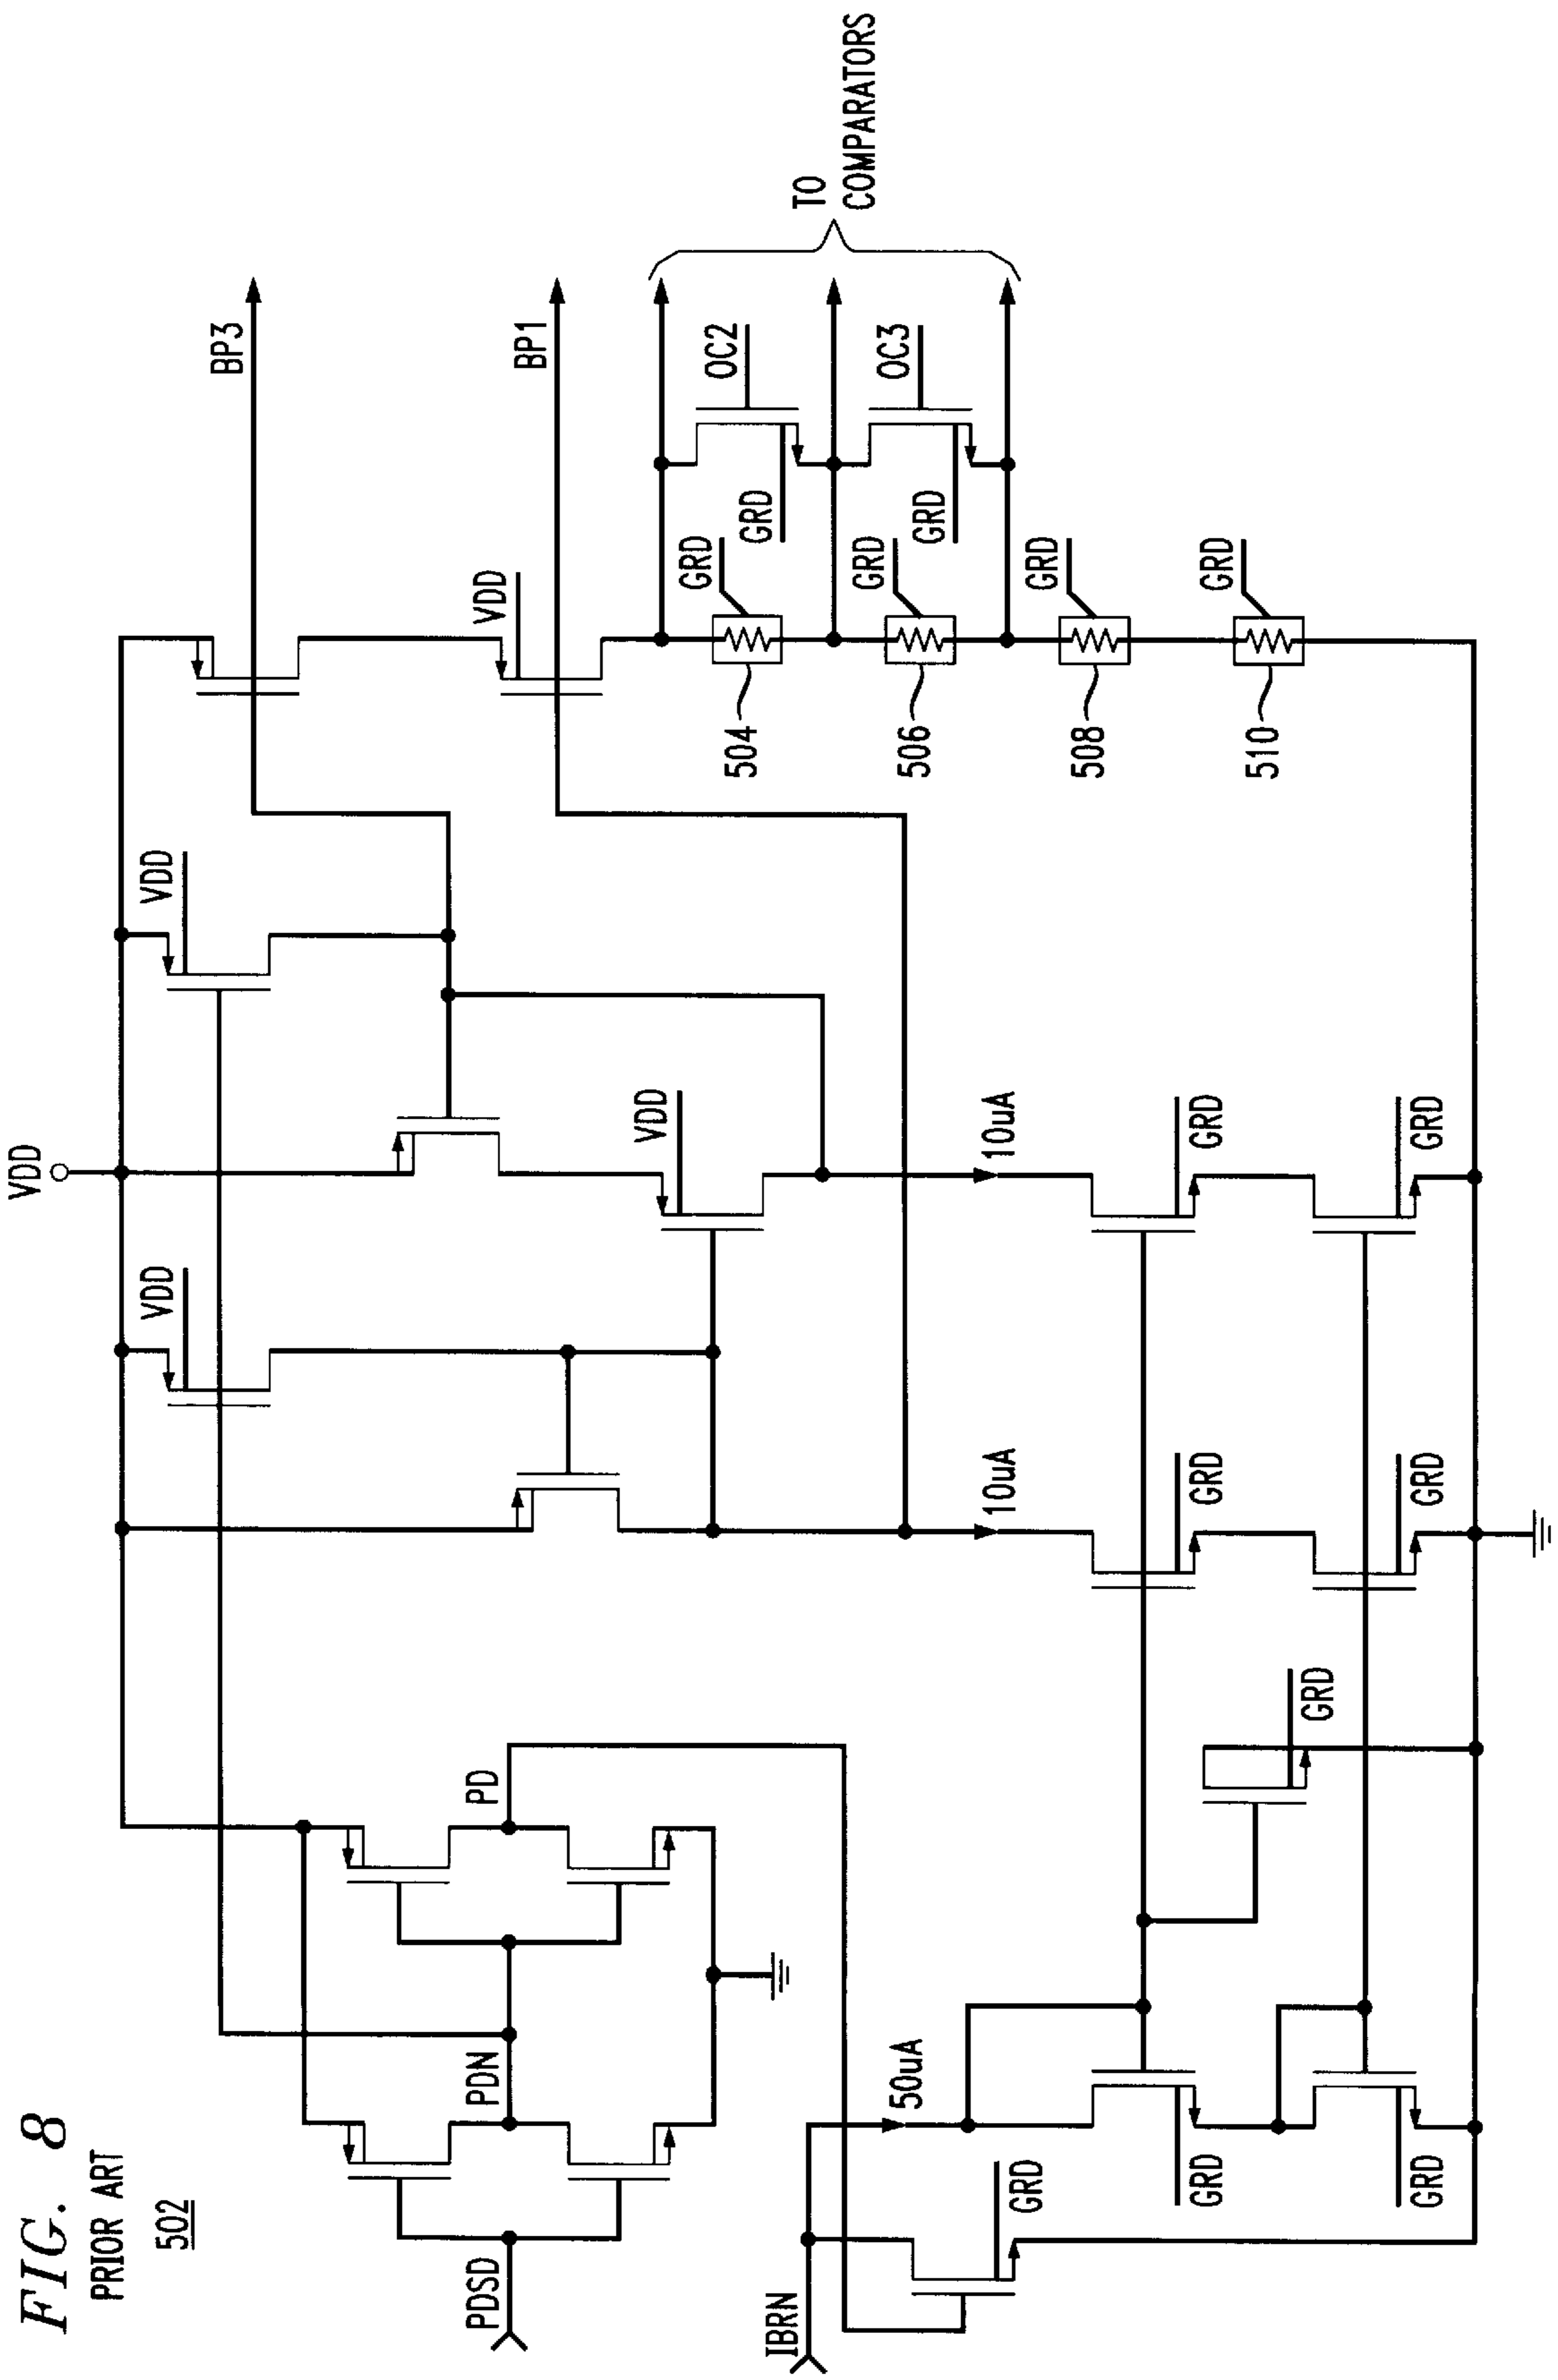 FIG. 8
PRIOR ART
502
VDD
VDD
VDD
BP3
VDD
VDD
BP1
PDSD
PDN
PD
OC2
GRD
GRD
504
TO
COMPARATORS
OC3
GRD
GRD
506
IBRN
50uA
10uA
10uA
GRD
508
GRD
GRD
GRD
GRD
GRD
510
GRD
GRD
GRD
GRD